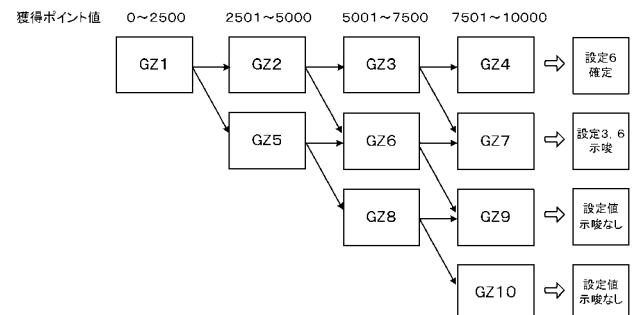 獲得ポイント値 0~2500 2501~5000 5001~7500 7501~10000
GZ1 GZ2 GZ3 GZ4 設定6
確定
GZ5 GZ6 GZ7 設定3,6
示唆
GZ8 GZ9 設定値
示唆なし
GZ10 設定値
示唆なし